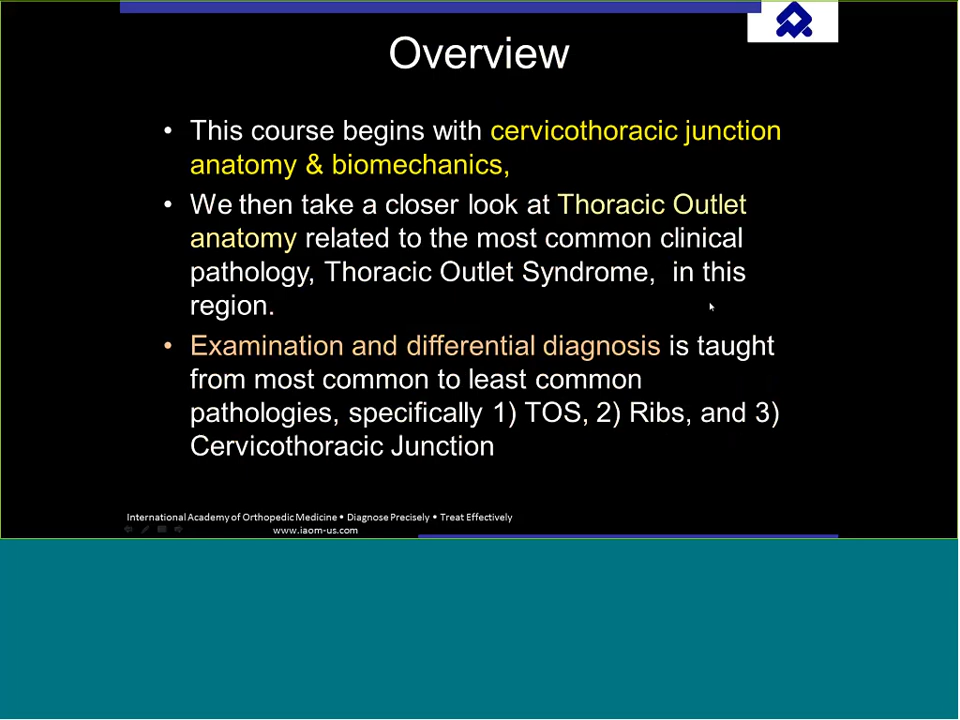 Overview
• This course begins with cervicothoracic junction
anatomy & biomechanics,
• We then take a closer look at Thoracic Outlet
anatomy related to the most common clinical
pathology, Thoracic Outlet Syndrome,  in this
region.
• Examination and differential diagnosis is taught
from most common to least common
pathologies, specifically 1) TOS, 2) Ribs, and 3)
Cervicothoracic Junction
International Academy of Orthopedic Medicine • Diagnose Precisely • Treat Effectively
www.iaom-us.com